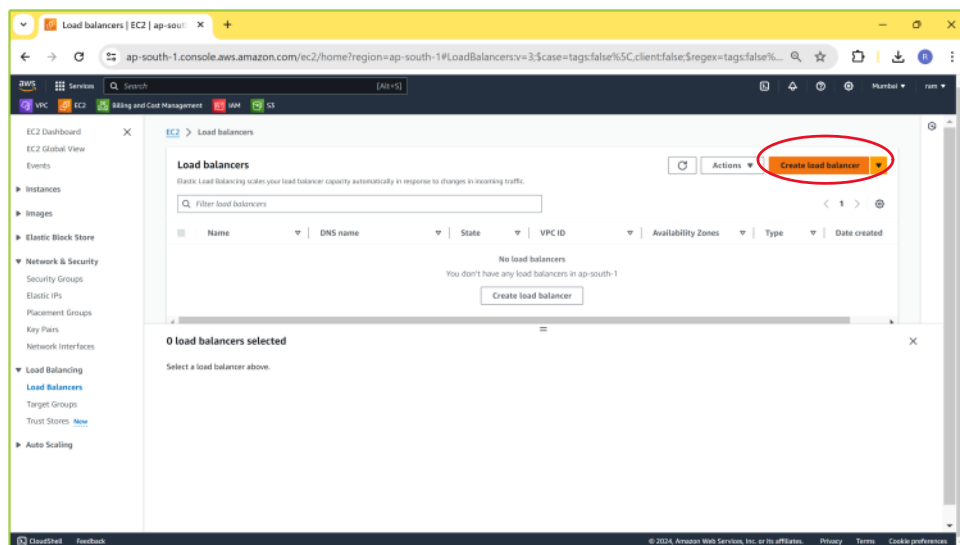 Load balancers | EC2 | ap-sout
ap-south-1.console.aws.amazon.com/ec2/home?region=ap-south-1#LoadBalancers:v=3;$case=tags:false%5C,client:false;$regex=tags:false%...
R
aws Services Search [Alt+S] Mumbai ram
VPC EC2 Billing and Cost Management IAM S3
EC2 Dashboard
EC2 Global View
Events
Instances
Images
Elastic Block Store
Network & Security
Security Groups
Elastic IPs
Placement Groups
Key Pairs
Network Interfaces
Load Balancing
Load Balancers
Target Groups
Trust Stores New
Auto Scaling
EC2 > Load balancers
Load balancers
Actions
Create load balancer
Elastic Load Balancing scales your load balancer capacity automatically in response to changes in incoming traffic.
Filter load balancers
1
Name DNS name State VPC ID Availability Zones Type Date created
No load balancers
You don't have any load balancers in ap-south-1
Create load balancer
0 load balancers selected
Select a load balancer above.
CloudShell Feedback © 2024, Amazon Web Services, Inc. or its affiliates. Privacy Terms Cookie preferences